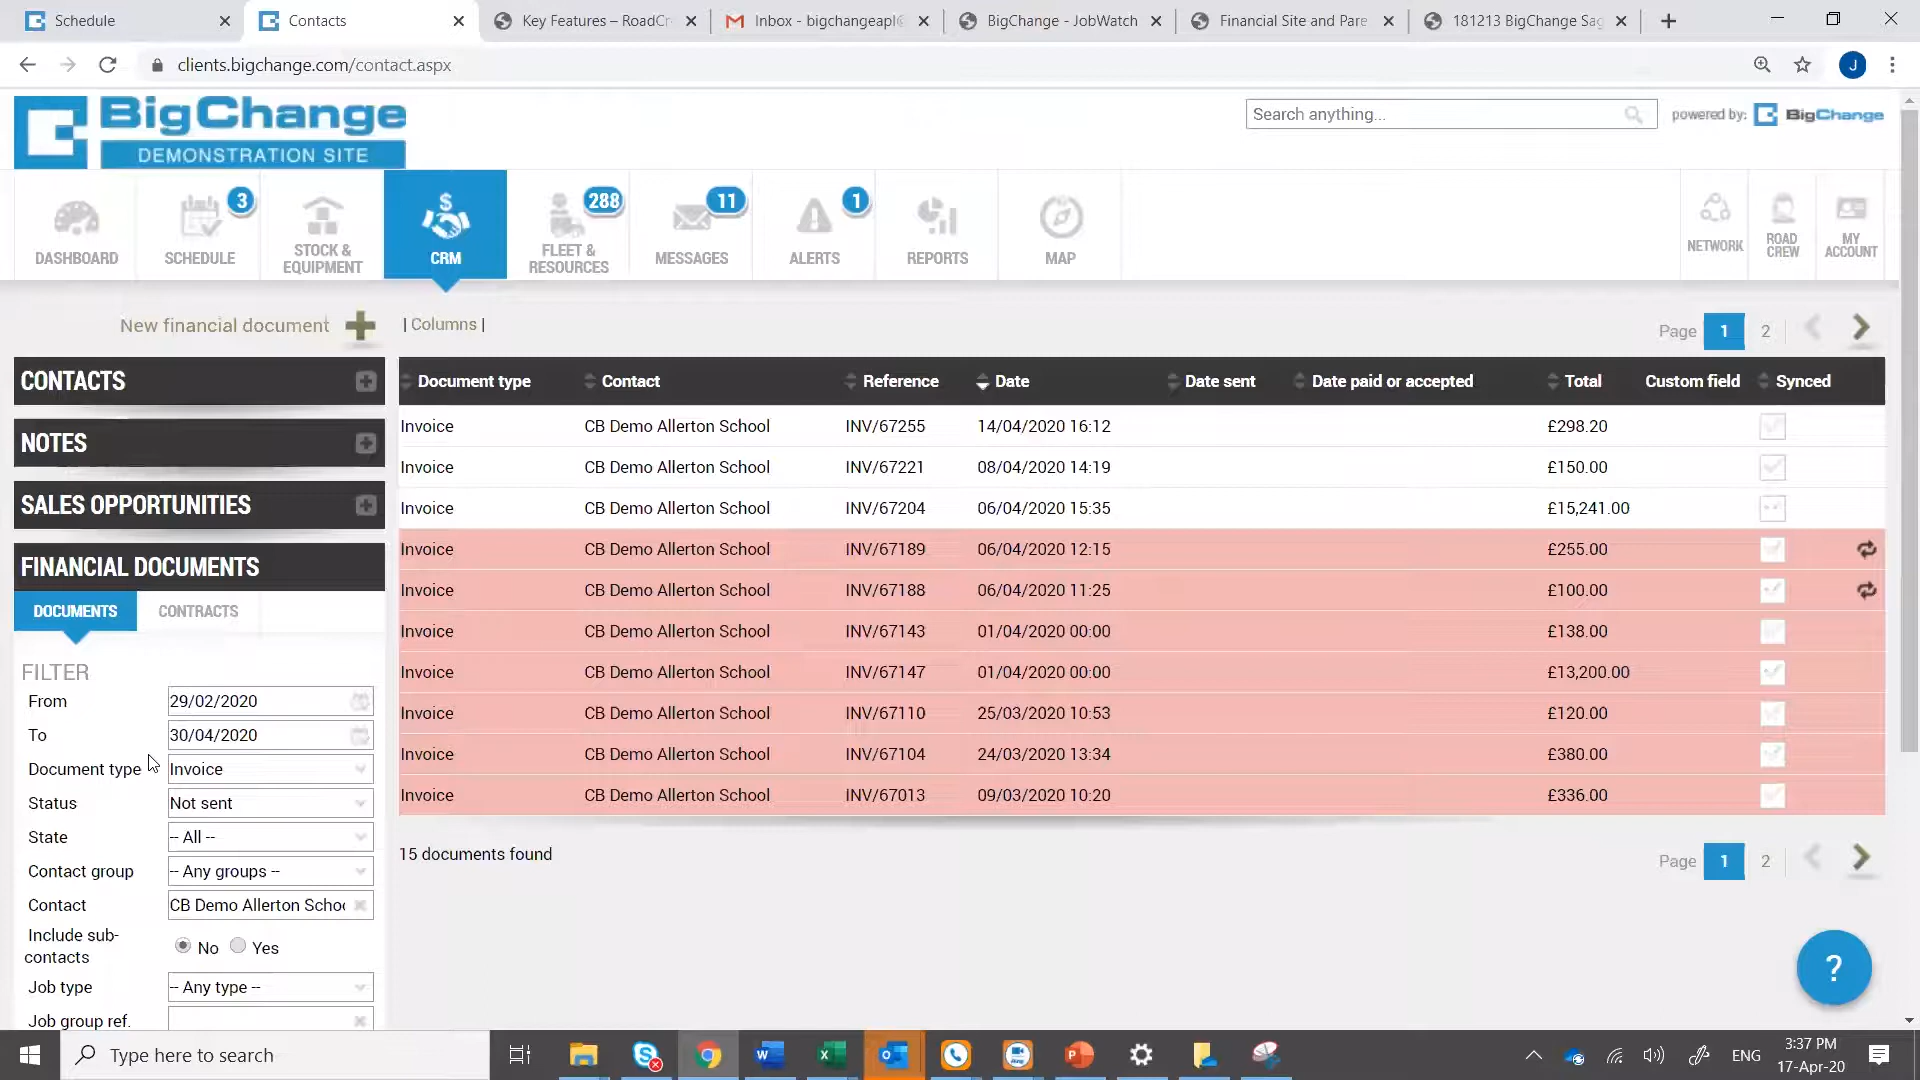 Schedule
Contacts
Key Features – RoadCr
Inbox - bigchangeapl@
BigChange - JobWatch
Financial Site and Pare
181213 BigChange Sag
clients.bigchange.com/contact.aspx
J
BigChange
DEMONSTRATION SITE
Search anything...
powered by: BigChange
DASHBOARD
SCHEDULE 3
STOCK & EQUIPMENT
$ CRM
FLEET & RESOURCES 288
MESSAGES 11
ALERTS 1
REPORTS
MAP
NETWORK
ROAD CREW
MY ACCOUNT
New financial document
| Columns |
Page 1 2
CONTACTS
NOTES
SALES OPPORTUNITIES
FINANCIAL DOCUMENTS
DOCUMENTS CONTRACTS
FILTER
From 29/02/2020
To 30/04/2020
Document type Invoice
Status Not sent
State -- All --
Contact group -- Any groups --
Contact CB Demo Allerton Schoo
Include sub-
contacts No Yes
Job type -- Any type --
Job group ref.
Document type Contact Reference Date Date sent Date paid or accepted Total Custom field Synced
Invoice CB Demo Allerton School INV/67255 14/04/2020 16:12 £298.20
Invoice CB Demo Allerton School INV/67221 08/04/2020 14:19 £150.00
Invoice CB Demo Allerton School INV/67204 06/04/2020 15:35 £15,241.00
Invoice CB Demo Allerton School INV/67189 06/04/2020 12:15 £255.00
Invoice CB Demo Allerton School INV/67188 06/04/2020 11:25 £100.00
Invoice CB Demo Allerton School INV/67143 01/04/2020 00:00 £138.00
Invoice CB Demo Allerton School INV/67147 01/04/2020 00:00 £13,200.00
Invoice CB Demo Allerton School INV/67110 25/03/2020 10:53 £120.00
Invoice CB Demo Allerton School INV/67104 24/03/2020 13:34 £380.00
Invoice CB Demo Allerton School INV/67013 09/03/2020 10:20 £336.00
15 documents found
Page 1 2
?
Type here to search
ENG
3:37 PM
17-Apr-20